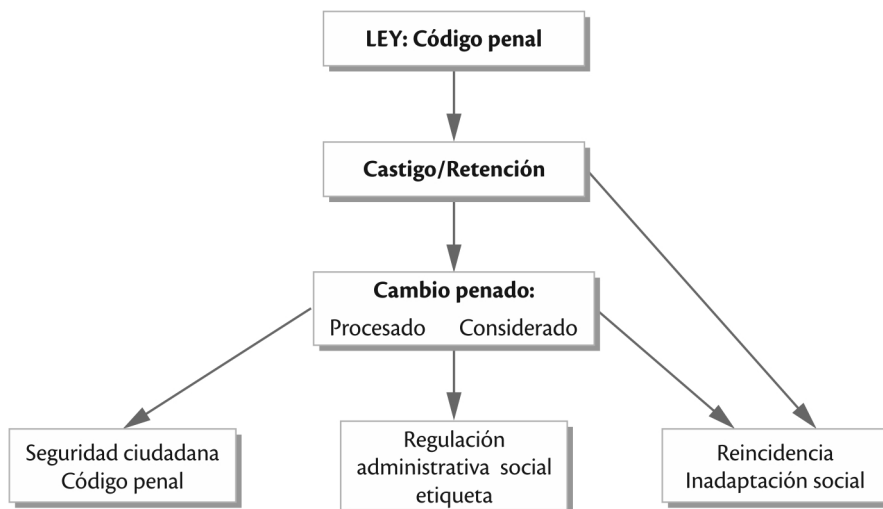 LEY: Código penal
Castigo/Retención
Cambio penado:
Procesado Considerado
Seguridad ciudadana
Código penal
Regulación
administrativa social
etiqueta
Reincidencia
Inadaptación social